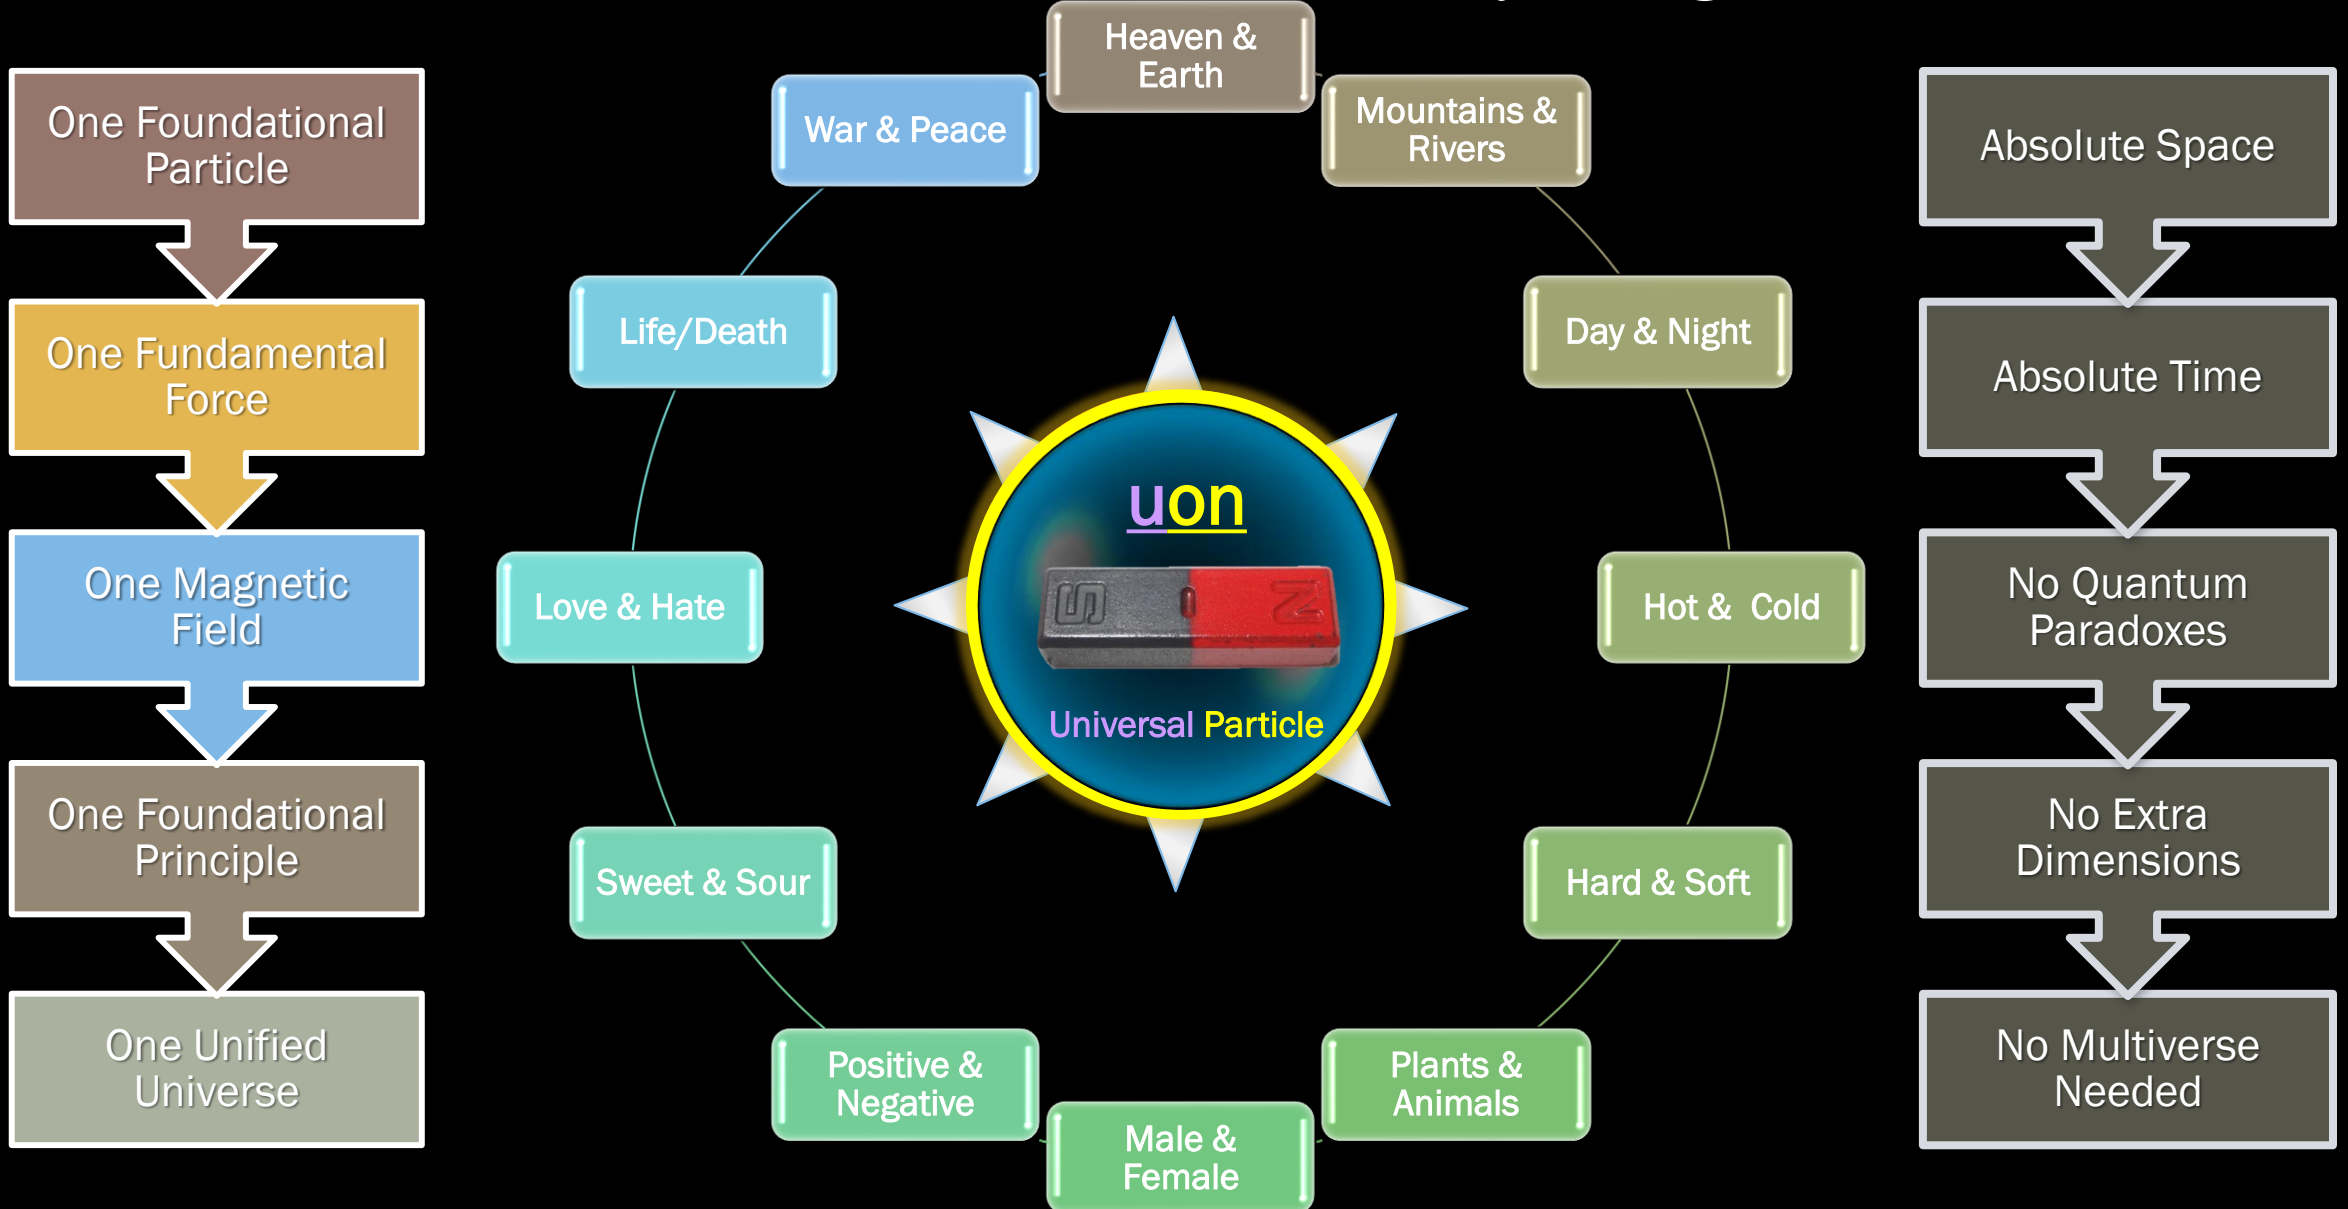 One Foundational
Particle
One Fundamental
Force
One Magnetic
Field
One Foundational
Principle
One Unified
Universe
Heaven &
Earth
Mountains &
Rivers
Day & Night
Hot &  Cold
Hard & Soft
Plants &
Animals
Male &
Female
Positive &
Negative
Sweet & Sour
Love & Hate
Life/Death
War & Peace
uon
S N
Universal Particle
Absolute Space
Absolute Time
No Quantum
Paradoxes
No Extra
Dimensions
No Multiverse
Needed